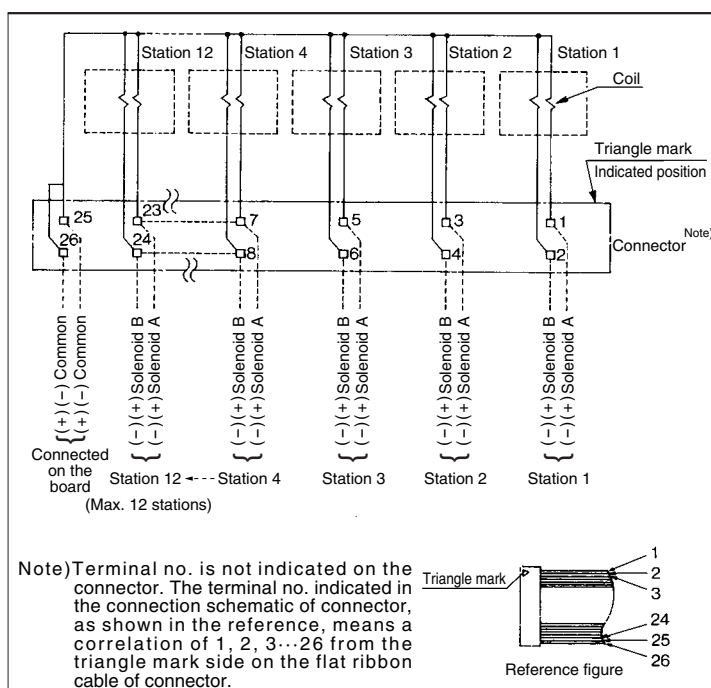 Station 12
Station 4
Station 3
Station 2
Station 1
Coil
Triangle mark
Indicated position
25
23
7
5
3
1
Connector Note)
26
24
8
6
4
2
(+)(−) Common
(+)(−) Common
(−)(+) Solenoid B
(−)(+) Solenoid A
(−)(+) Solenoid B
(−)(+) Solenoid A
(−)(+) Solenoid B
(−)(+) Solenoid A
(−)(+) Solenoid B
(−)(+) Solenoid A
(−)(+) Solenoid B
(−)(+) Solenoid A
Connected
on the
board
Station 12
Station 4
Station 3
Station 2
Station 1
(Max. 12 stations)
Note)Terminal no. is not indicated on the
connector. The terminal no. indicated in
the connection schematic of connector,
as shown in the reference, means a
correlation of 1, 2, 3···26 from the
triangle mark side on the flat ribbon
cable of connector.
Triangle mark
1
2
3
24
25
26
Reference figure